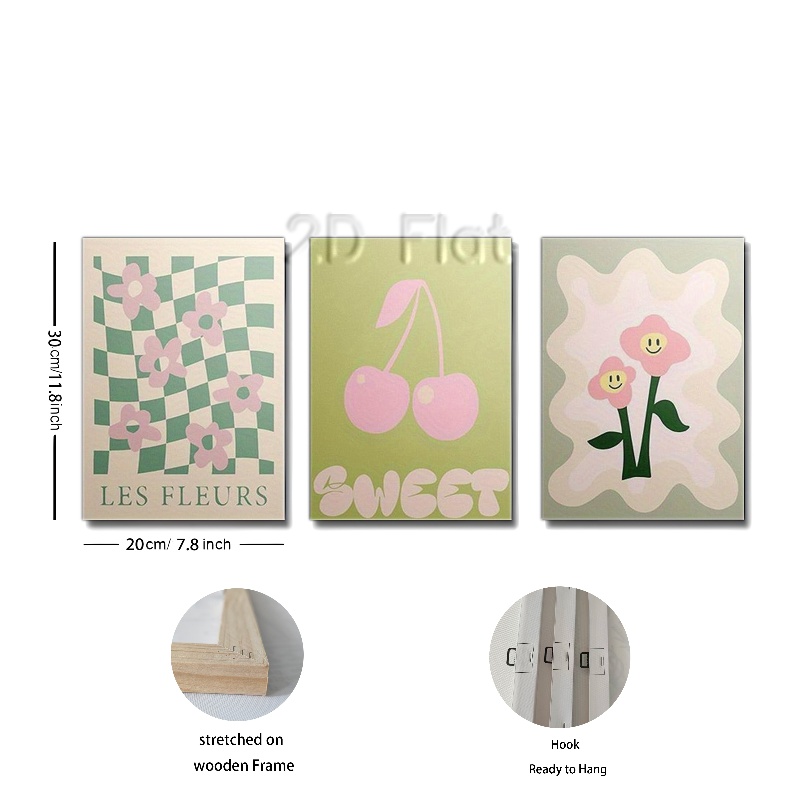 2D Flat
30cm/11.8inch
LES FLEURS
SWEET
20cm/ 7.8 inch
stretched on
wooden Frame
Hook
Ready to Hang